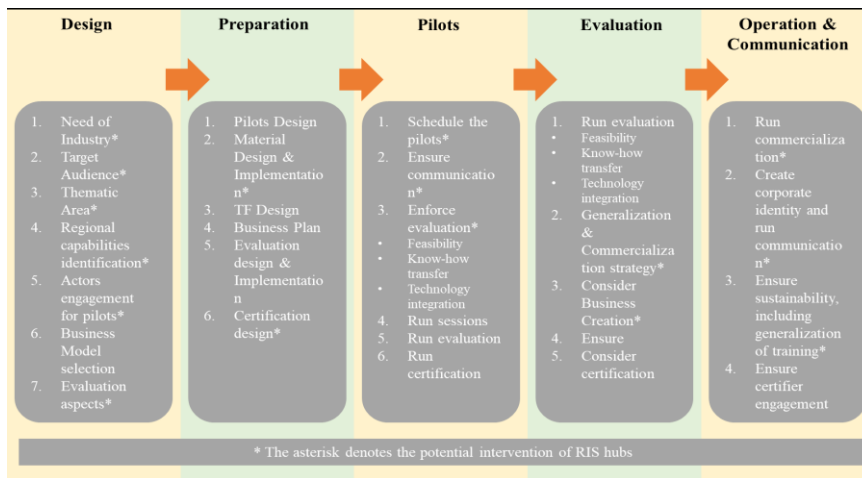 Design
1. Need of
Industry*
2. Target
Audience*
3. Thematic
Area*
4. Regional
capabilities
identification*
5. Actors
engagement
for pilots*
6. Business
Model
selection
7. Evaluation
aspects*
Preparation
1. Pilots Design
2. Material
Design &
Implementatio
n*
3. TF Design
4. Business Plan
5. Evaluation
design &
Implementatio
n
6. Certification
design*
Pilots
1. Schedule the
pilots*
2. Ensure
communicatio
n*
3. Enforce
evaluation*
• Feasibility
• Know-how
transfer
• Technology
integration
4. Run sessions
5. Run evaluation
6. Run
certification
Evaluation
1. Run evaluation
• Feasibility
• Know-how
transfer
• Technology
integration
2. Generalization
&
Commercializa
tion strategy*
3. Consider
Business
Creation*
4. Ensure
5. Consider
certification
Operation &
Communication
1. Run
commercializa
tion*
2. Create
corporate
identity and
run
communicatio
n*
3. Ensure
sustainability,
including
generalization
of training*
4. Ensure
certifier
engagement
* The asterisk denotes the potential intervention of RIS hubs